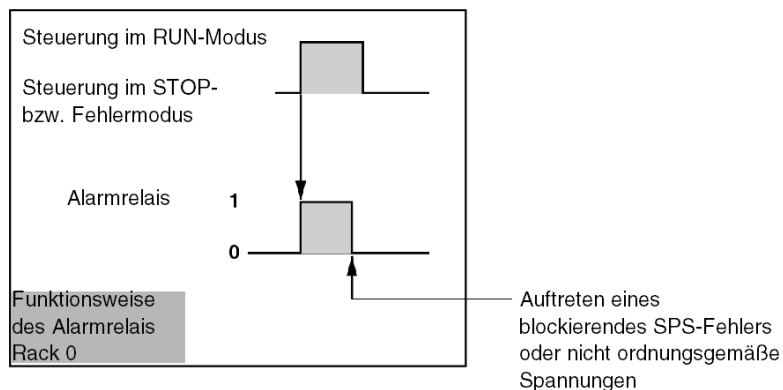 Steuerung im RUN-Modus
Steuerung im STOP-
bzw. Fehlermodus
Alarmrelais
1
0
Funktionsweise
des Alarmrelais
Rack 0
Auftreten eines
blockierendes SPS-Fehlers
oder nicht ordnungsgemäße
Spannungen